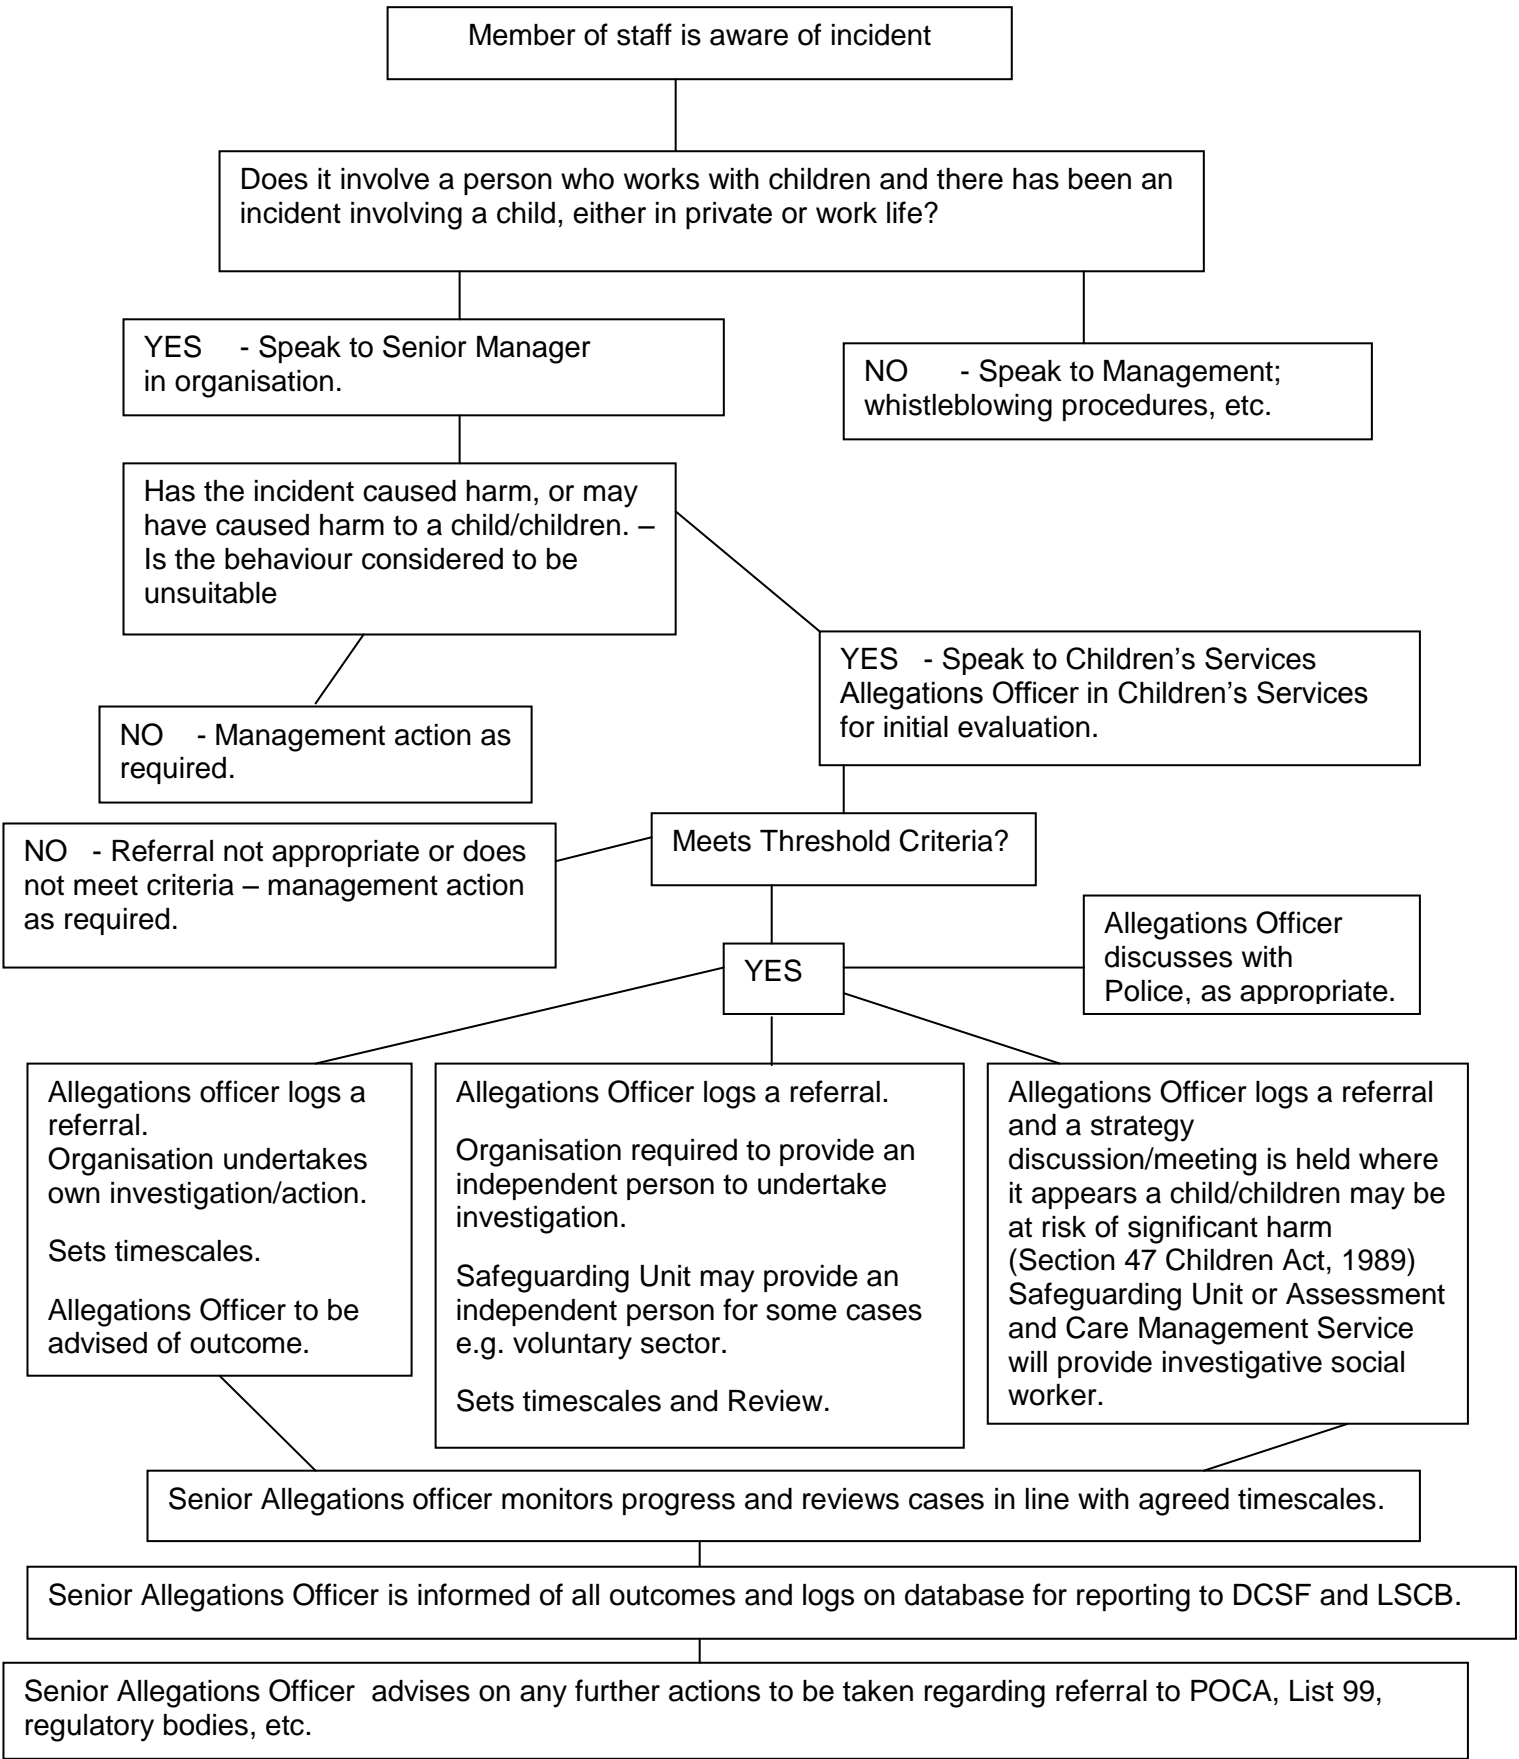 Member of staff is aware of incident
Does it involve a person who works with children and there has been an
incident involving a child, either in private or work life?
YES - Speak to Senior Manager
in organisation.
NO - Speak to Management;
whistleblowing procedures, etc.
Has the incident caused harm, or may
have caused harm to a child/children. –
Is the behaviour considered to be
unsuitable
YES - Speak to Children’s Services
Allegations Officer in Children’s Services
for initial evaluation.
NO - Management action as
required.
Meets Threshold Criteria?
NO - Referral not appropriate or does
not meet criteria – management action
as required.
Allegations Officer
discusses with
Police, as appropriate.
YES
Allegations officer logs a
referral.
Organisation undertakes
own investigation/action.
Sets timescales.
Allegations Officer to be
advised of outcome.
Allegations Officer logs a referral.
Organisation required to provide an
independent person to undertake
investigation.
Safeguarding Unit may provide an
independent person for some cases
e.g. voluntary sector.
Sets timescales and Review.
Allegations Officer logs a referral
and a strategy
discussion/meeting is held where
it appears a child/children may be
at risk of significant harm
(Section 47 Children Act, 1989)
Safeguarding Unit or Assessment
and Care Management Service
will provide investigative social
worker.
Senior Allegations officer monitors progress and reviews cases in line with agreed timescales.
Senior Allegations Officer is informed of all outcomes and logs on database for reporting to DCSF and LSCB.
Senior Allegations Officer advises on any further actions to be taken regarding referral to POCA, List 99,
regulatory bodies, etc.